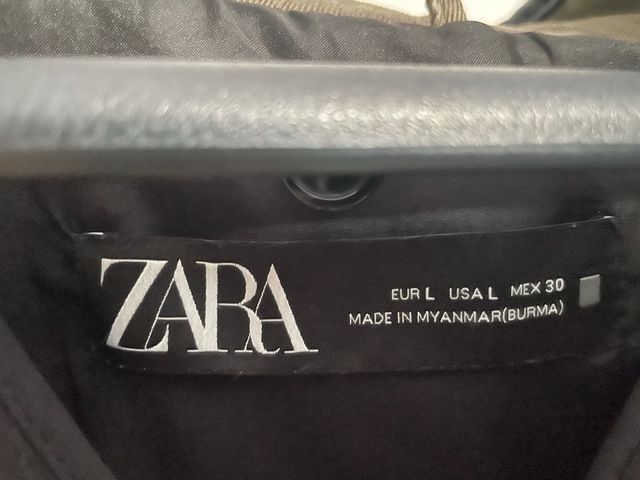 ZARA
EUR L USA L MEX 30
MADE IN MYANMAR(BURMA)